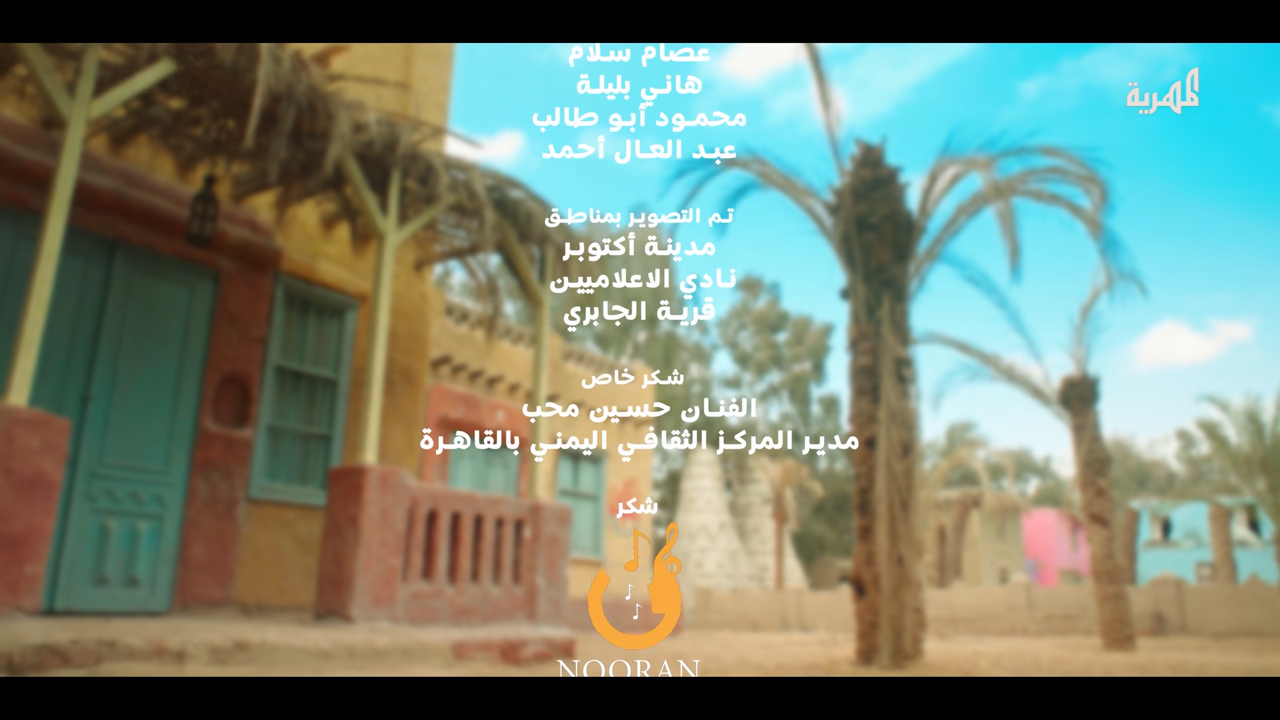 عصام سلام
هاني بليلة
محمود أبو طالب
عبد العال أحمد
تم التصوير بمناطق
مدينة أكتوبر
نادي الاعلاميين
قرية الجابري
شكر خاص
الفنان حسين محب
مدير المركز الثقافي اليمني بالقاهرة
شكر
NOORAN
المهرية